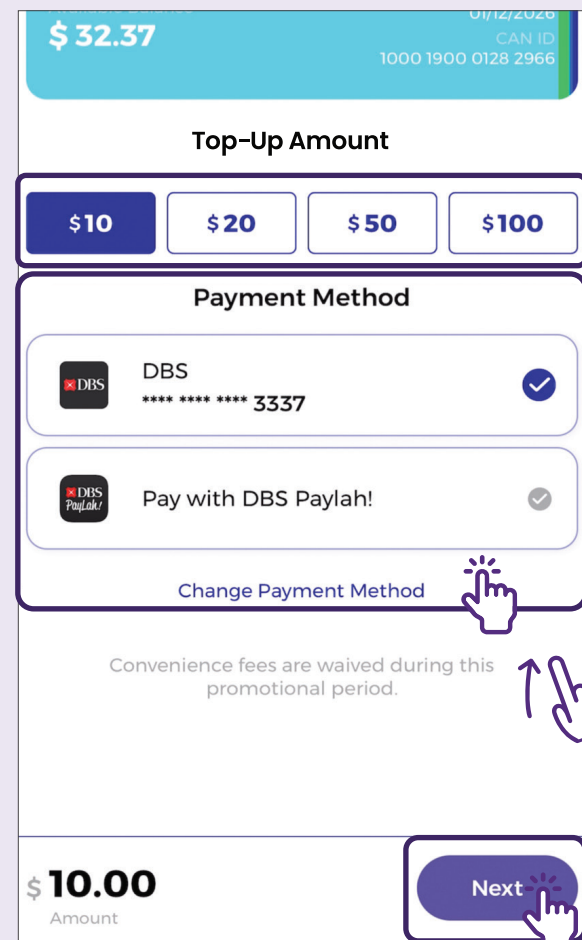 Available Balance
$ 32.37
01/12/2026
CAN ID
1000 1900 0128 2966
Top-Up Amount
$10 $20 $50 $100
Payment Method
DBS
DBS
**** **** **** 3337
DBS
PayLah!
Pay with DBS Paylah!
Change Payment Method
Convenience fees are waived during this
promotional period.
$ 10.00
Next
Amount